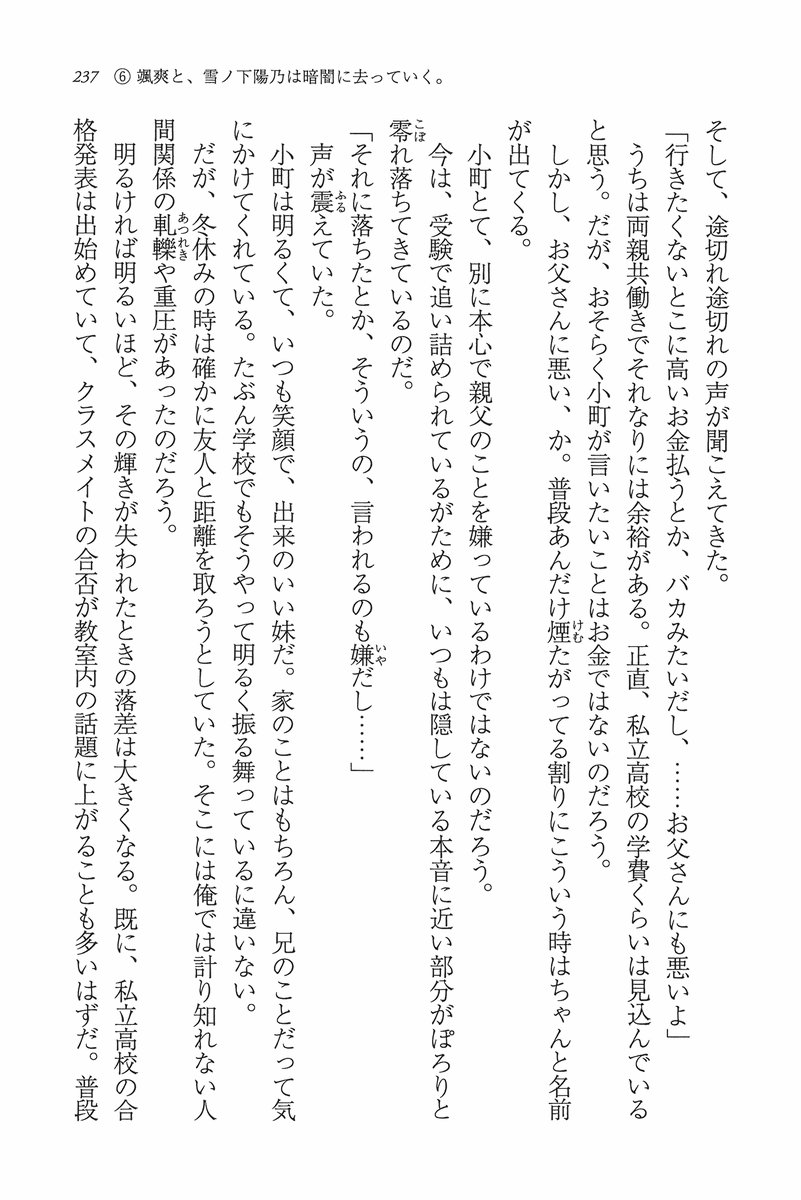 237 ⑥ 颯爽と、雪ノ下陽乃は暗闇に去っていく。
そして、途切れ途切れの声が聞こえてきた。
「行きたくないとこに高いお金払うとか、バカみたいだし、……お父さんにも悪いよ」
うちは両親共働きでそれなりには余裕がある。正直、私立高校の学費くらいは見込んでいる
と思う。だが、おそらく小町が言いたいことはお金ではないのだろう。
しかし、お父さんに悪い、か。普段あんだけ煙たがってる割りにこういう時はちゃんと名前
が出てくる。
小町とて、別に本心で親父のことを嫌っているわけではないのだろう。
今は、受験で追い詰められているがために、いつもは隠している本音に近い部分がぽろりと
零れ落ちてきているのだ。
「それに落ちたとか、そういうの、言われるのも嫌だし……」
声が震えていた。
小町は明るくて、いつも笑顔で、出来のいい妹だ。家のことはもちろん、兄のことだって気
にかけてくれている。たぶん学校でもそうやって明るく振る舞っているに違いない。
だが、冬休みの時は確かに友人と距離を取ろうとしていた。そこには俺では計り知れない人
間関係の軋轢や重圧があったのだろう。
明るければ明るいほど、その輝きが失われたときの落差は大きくなる。既に、私立高校の合
格発表は出始めていて、クラスメイトの合否が教室内の話題に上がることも多いはずだ。普段